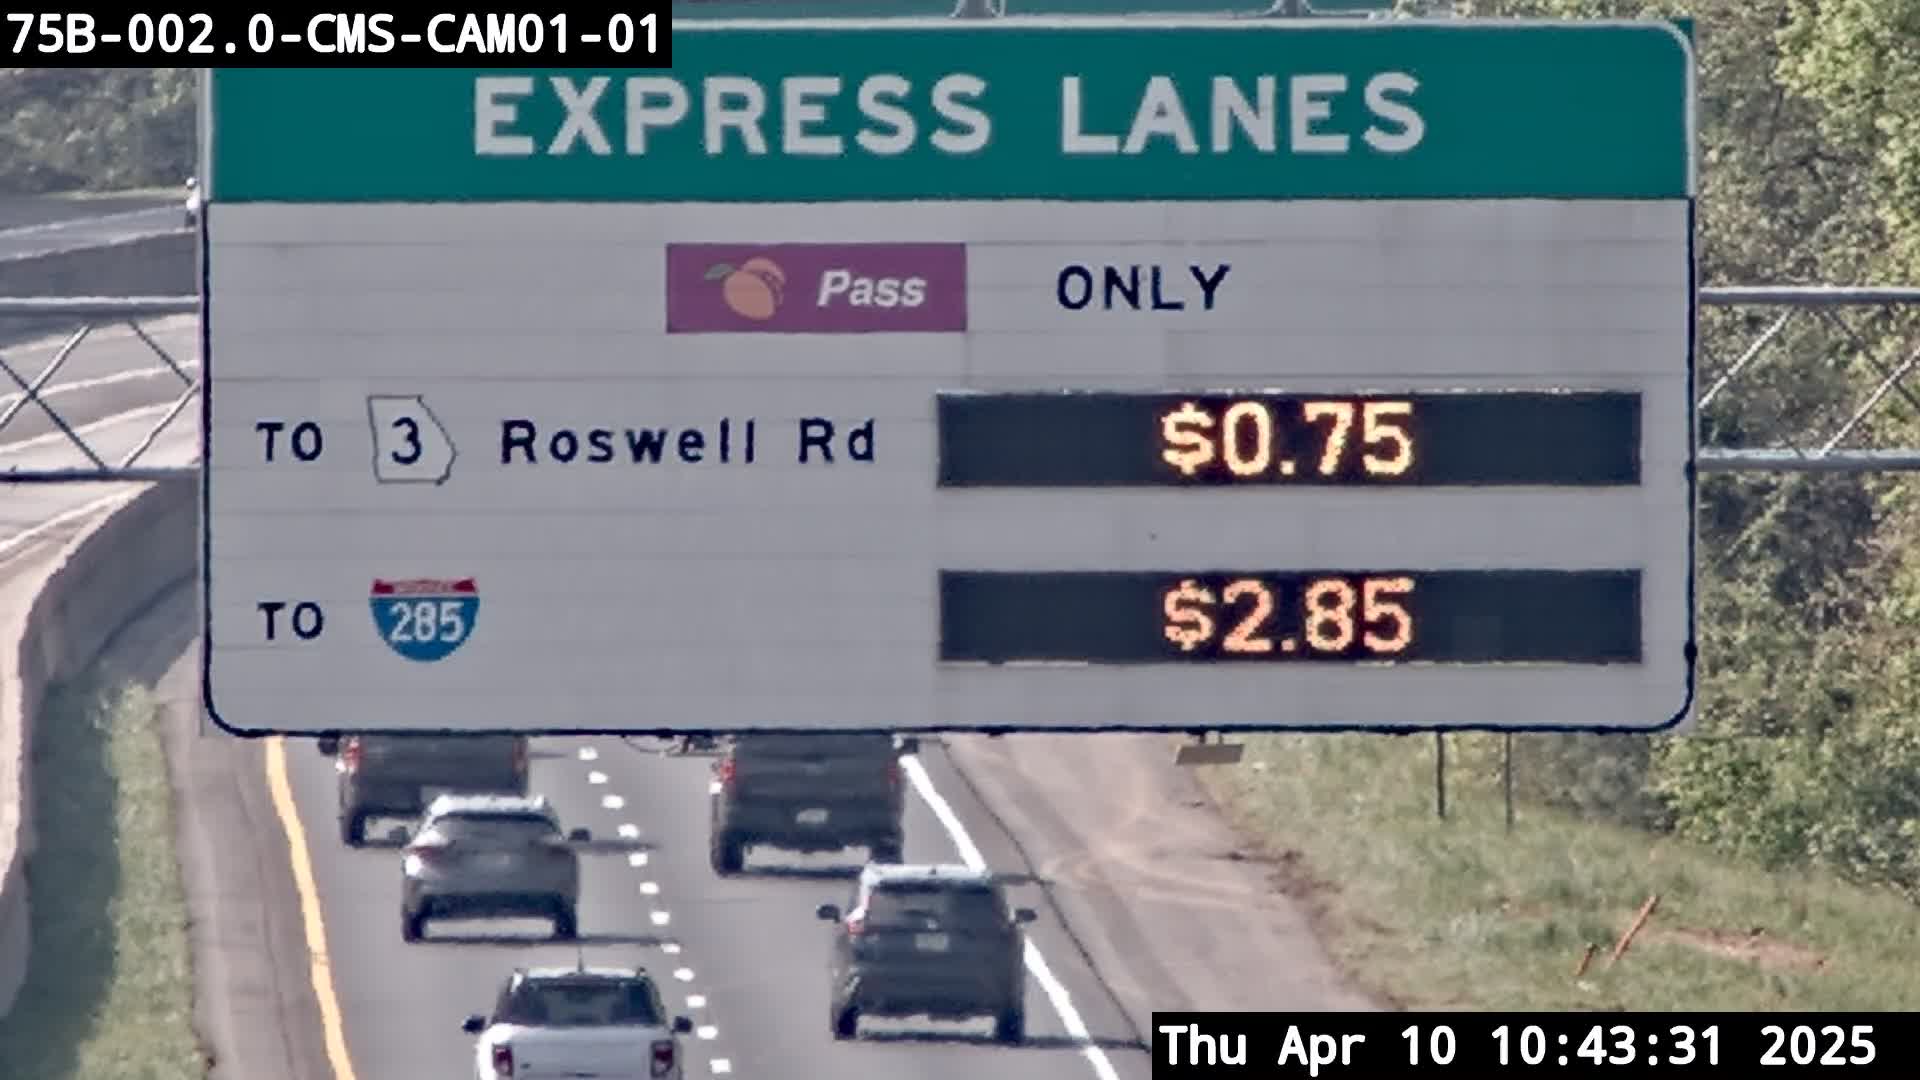 75B-002.0-CMS-CAM01-01
EXPRESS LANES
Pass ONLY
TO 3 Roswell Rd $0.75
TO 285 $2.85
Thu Apr 10 10:43:31 2025